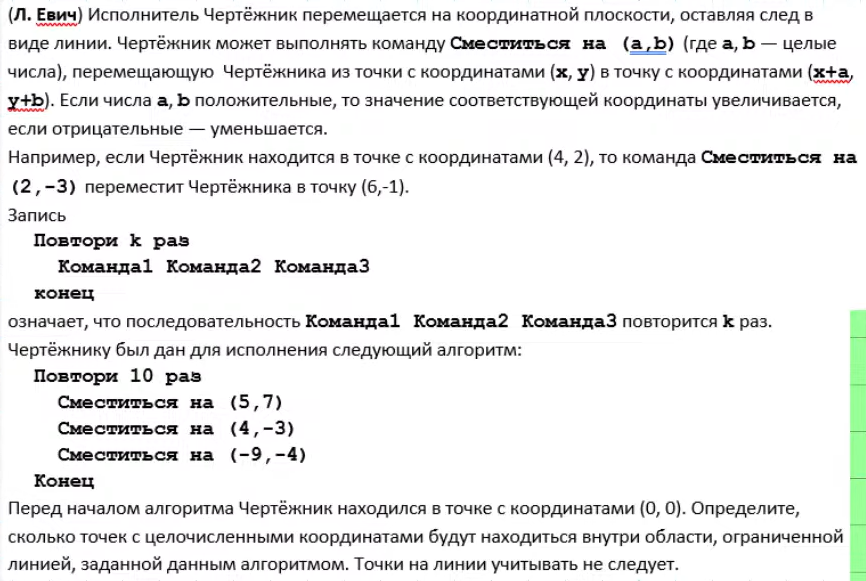 (Л. Евич) Исполнитель Чертёжник перемещается на координатной плоскости, оставляя след в
виде линии. Чертёжник может выполнять команду Сместиться на (a,b) (где a, b — целые
числа), перемещающую Чертёжника из точки с координатами (x, y) в точку с координатами (x+a,
y+b). Если числа a, b положительные, то значение соответствующей координаты увеличивается,
если отрицательные — уменьшается.
Например, если Чертёжник находится в точке с координатами (4, 2), то команда Сместиться на
(2,-3) переместит Чертёжника в точку (6,-1).
Запись
Повтори k раз
Команда1 Команда2 Команда3
конец
означает, что последовательность Команда1 Команда2 Команда3 повторится k раз.
Чертёжнику был дан для исполнения следующий алгоритм:
Повтори 10 раз
Сместиться на (5,7)
Сместиться на (4,-3)
Сместиться на (-9,-4)
Конец
Перед началом алгоритма Чертёжник находился в точке с координатами (0, 0). Определите,
сколько точек с целочисленными координатами будут находиться внутри области, ограниченной
линией, заданной данным алгоритмом. Точки на линии учитывать не следует.